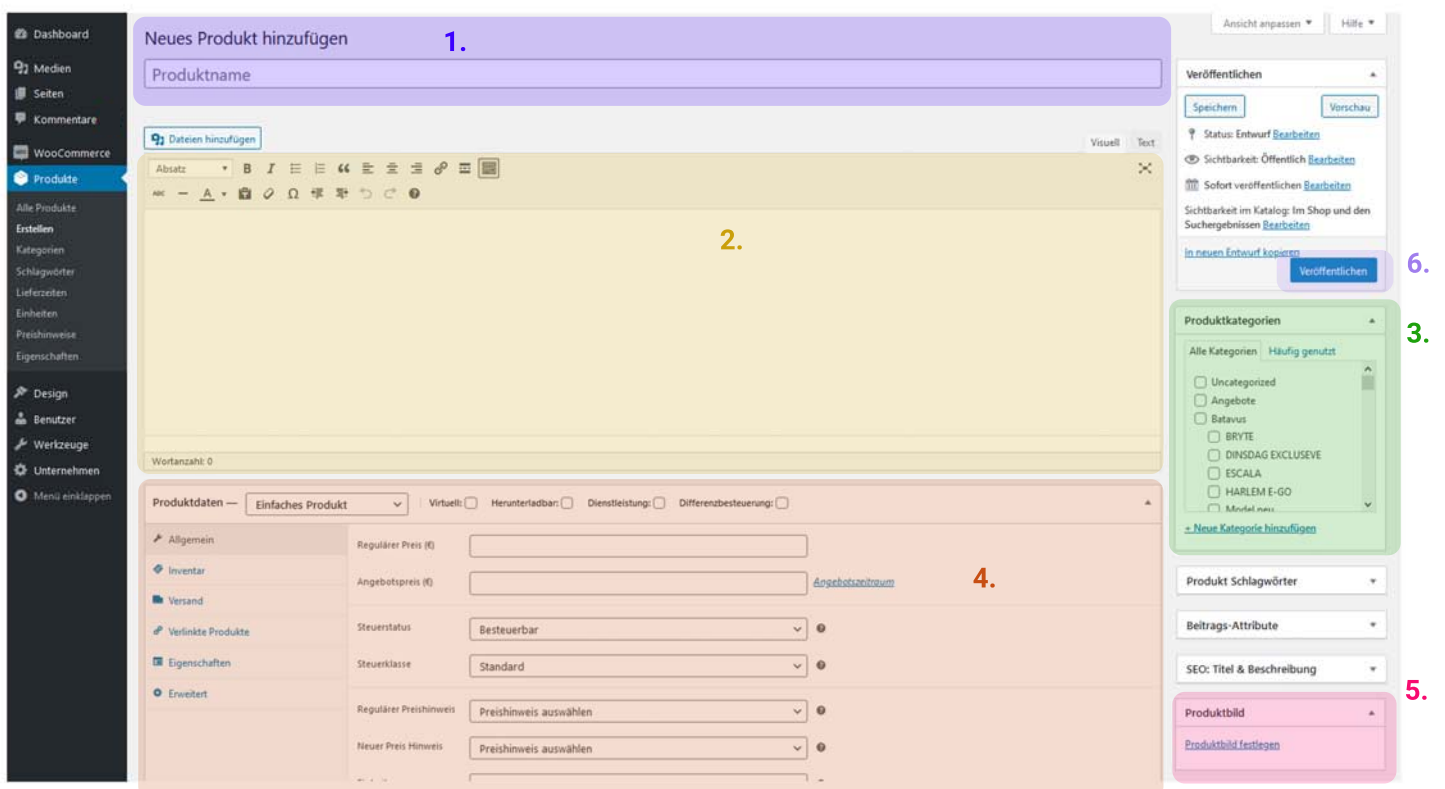 Dashboard
Medien
Seiten
Kommentare
WooCommerce
Produkte
Alle Produkte
Erstellen
Kategorien
Schlagwörter
Lieferzeiten
Einheiten
Preishinweise
Eigenschaften
Design
Benutzer
Werkzeuge
Unternehmen
Menü einklappen
Ansicht anpassen
Hilfe
Neues Produkt hinzufügen
1.
Produktname
Dateien hinzufügen
Visuell Text
Absatz
B I
ABC A Ω
2.
Wortanzahl: 0
Produktdaten — Einfaches Produkt Virtuell: Herunterladbar: Dienstleistung: Differenzbesteuerung:
Allgemein
Inventar
Versand
Verlinkte Produkte
Eigenschaften
Erweitert
Regulärer Preis (€)
Angebotspreis (€) Angebotszeitraum
4.
Steuerstatus Besteuerbar
Steuerklasse Standard
Regulärer Preishinweis Preishinweis auswählen
Neuer Preis Hinweis Preishinweis auswählen
Veröffentlichen
Speichern Vorschau
Status: Entwurf Bearbeiten
Sichtbarkeit: Öffentlich Bearbeiten
Sofort veröffentlichen Bearbeiten
Sichtbarkeit im Katalog: Im Shop und den
Suchergebnissen Bearbeiten
In neuen Entwurf kopieren
Veröffentlichen
6.
Produktkategorien
3.
Alle Kategorien Häufig genutzt
Uncategorized
Angebote
Batavus
BRYTE
DINSDAG EXCLUSEVE
ESCALA
HARLEM E-GO
Model neu
+ Neue Kategorie hinzufügen
Produkt Schlagwörter
Beitrags-Attribute
SEO: Titel & Beschreibung
5.
Produktbild
Produktbild festlegen